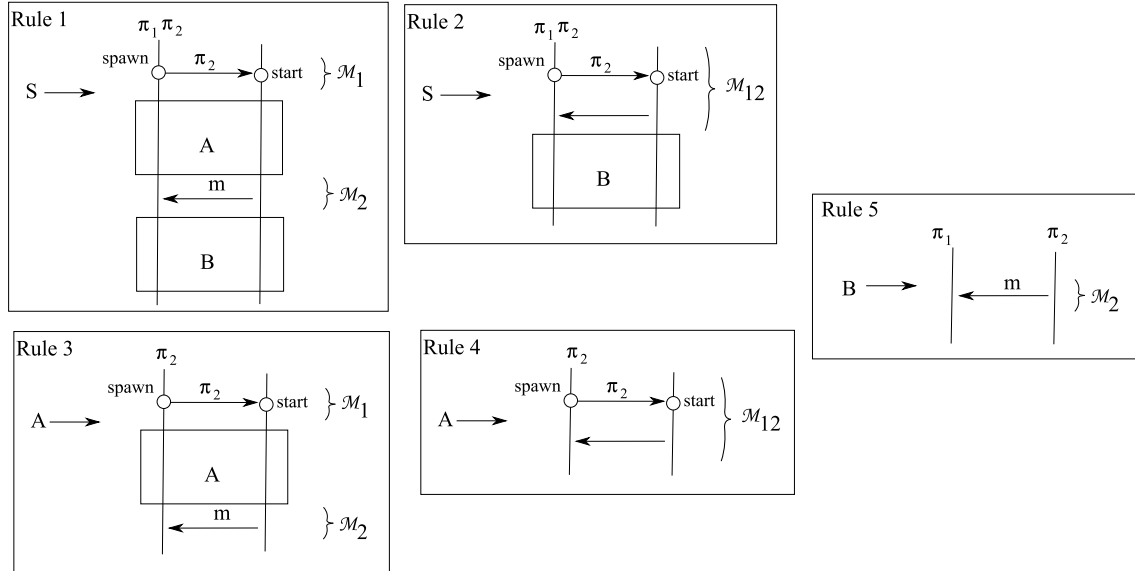 Rule 1
π₁ π₂
spawn
π₂
start
} ℳ₁
S
A
m
} ℳ₂
B
Rule 2
π₁ π₂
spawn
π₂
start
} ℳ₁₂
S
B
Rule 3
π₂
spawn
π₂
start
} ℳ₁
A
A
m
} ℳ₂
Rule 4
π₂
spawn
π₂
start
} ℳ₁₂
A
Rule 5
π₁
π₂
B
m
} ℳ₂